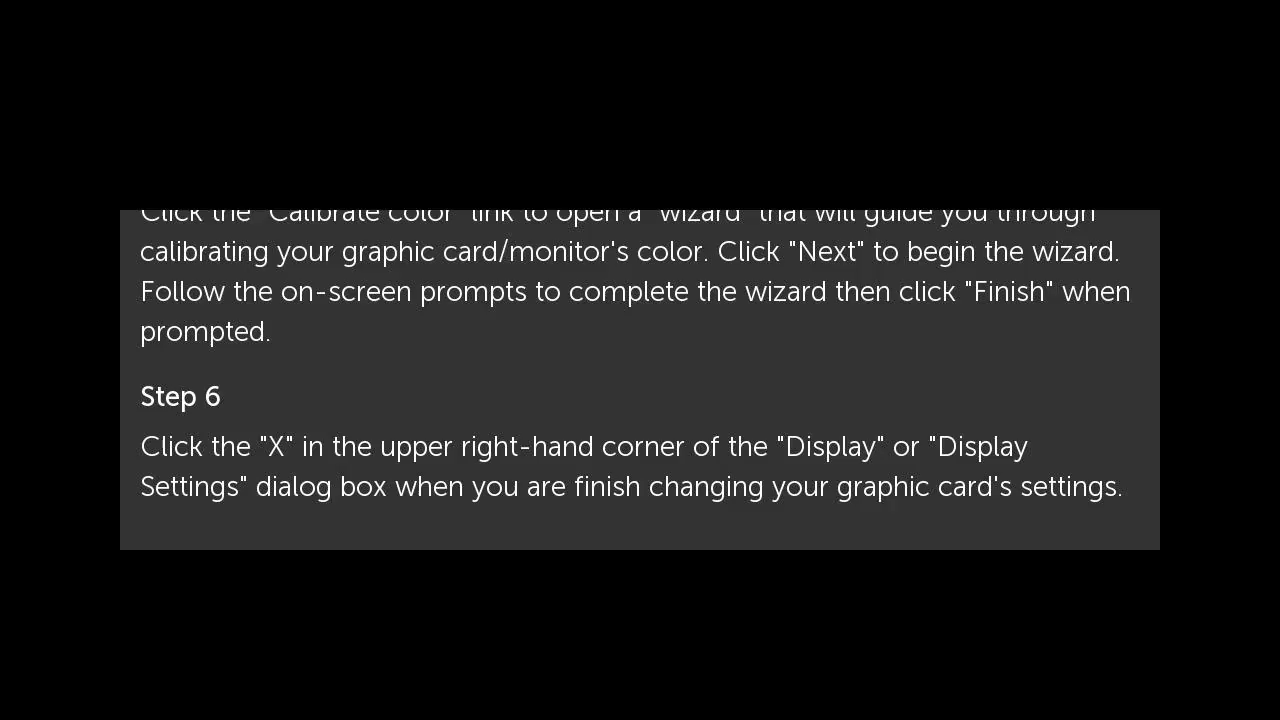 Click the "Calibrate color" link to open a "wizard" that will guide you through
calibrating your graphic card/monitor's color. Click "Next" to begin the wizard.
Follow the on-screen prompts to complete the wizard then click "Finish" when
prompted.
Step 6
Click the "X" in the upper right-hand corner of the "Display" or "Display
Settings" dialog box when you are finish changing your graphic card's settings.